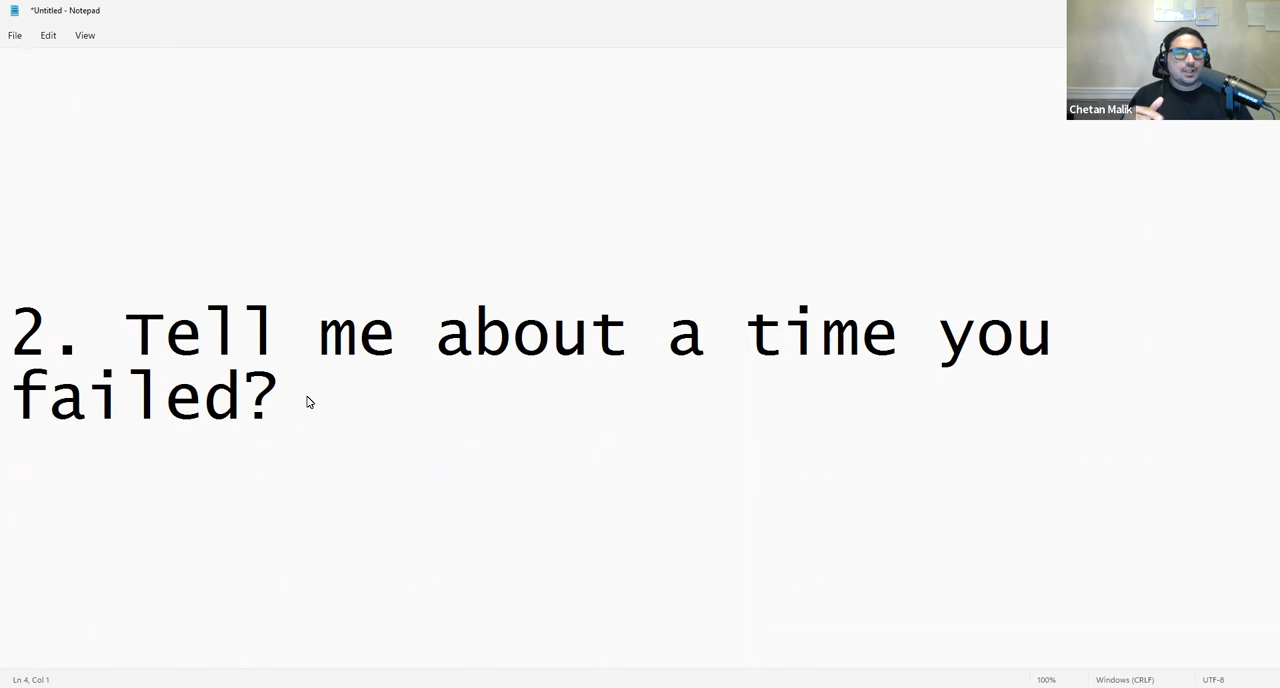 *Untitled - Notepad
File Edit View
Chetan Malik
2. Tell me about a time you
failed?
Ln 4, Col 1 100% Windows (CRLF) UTF-8